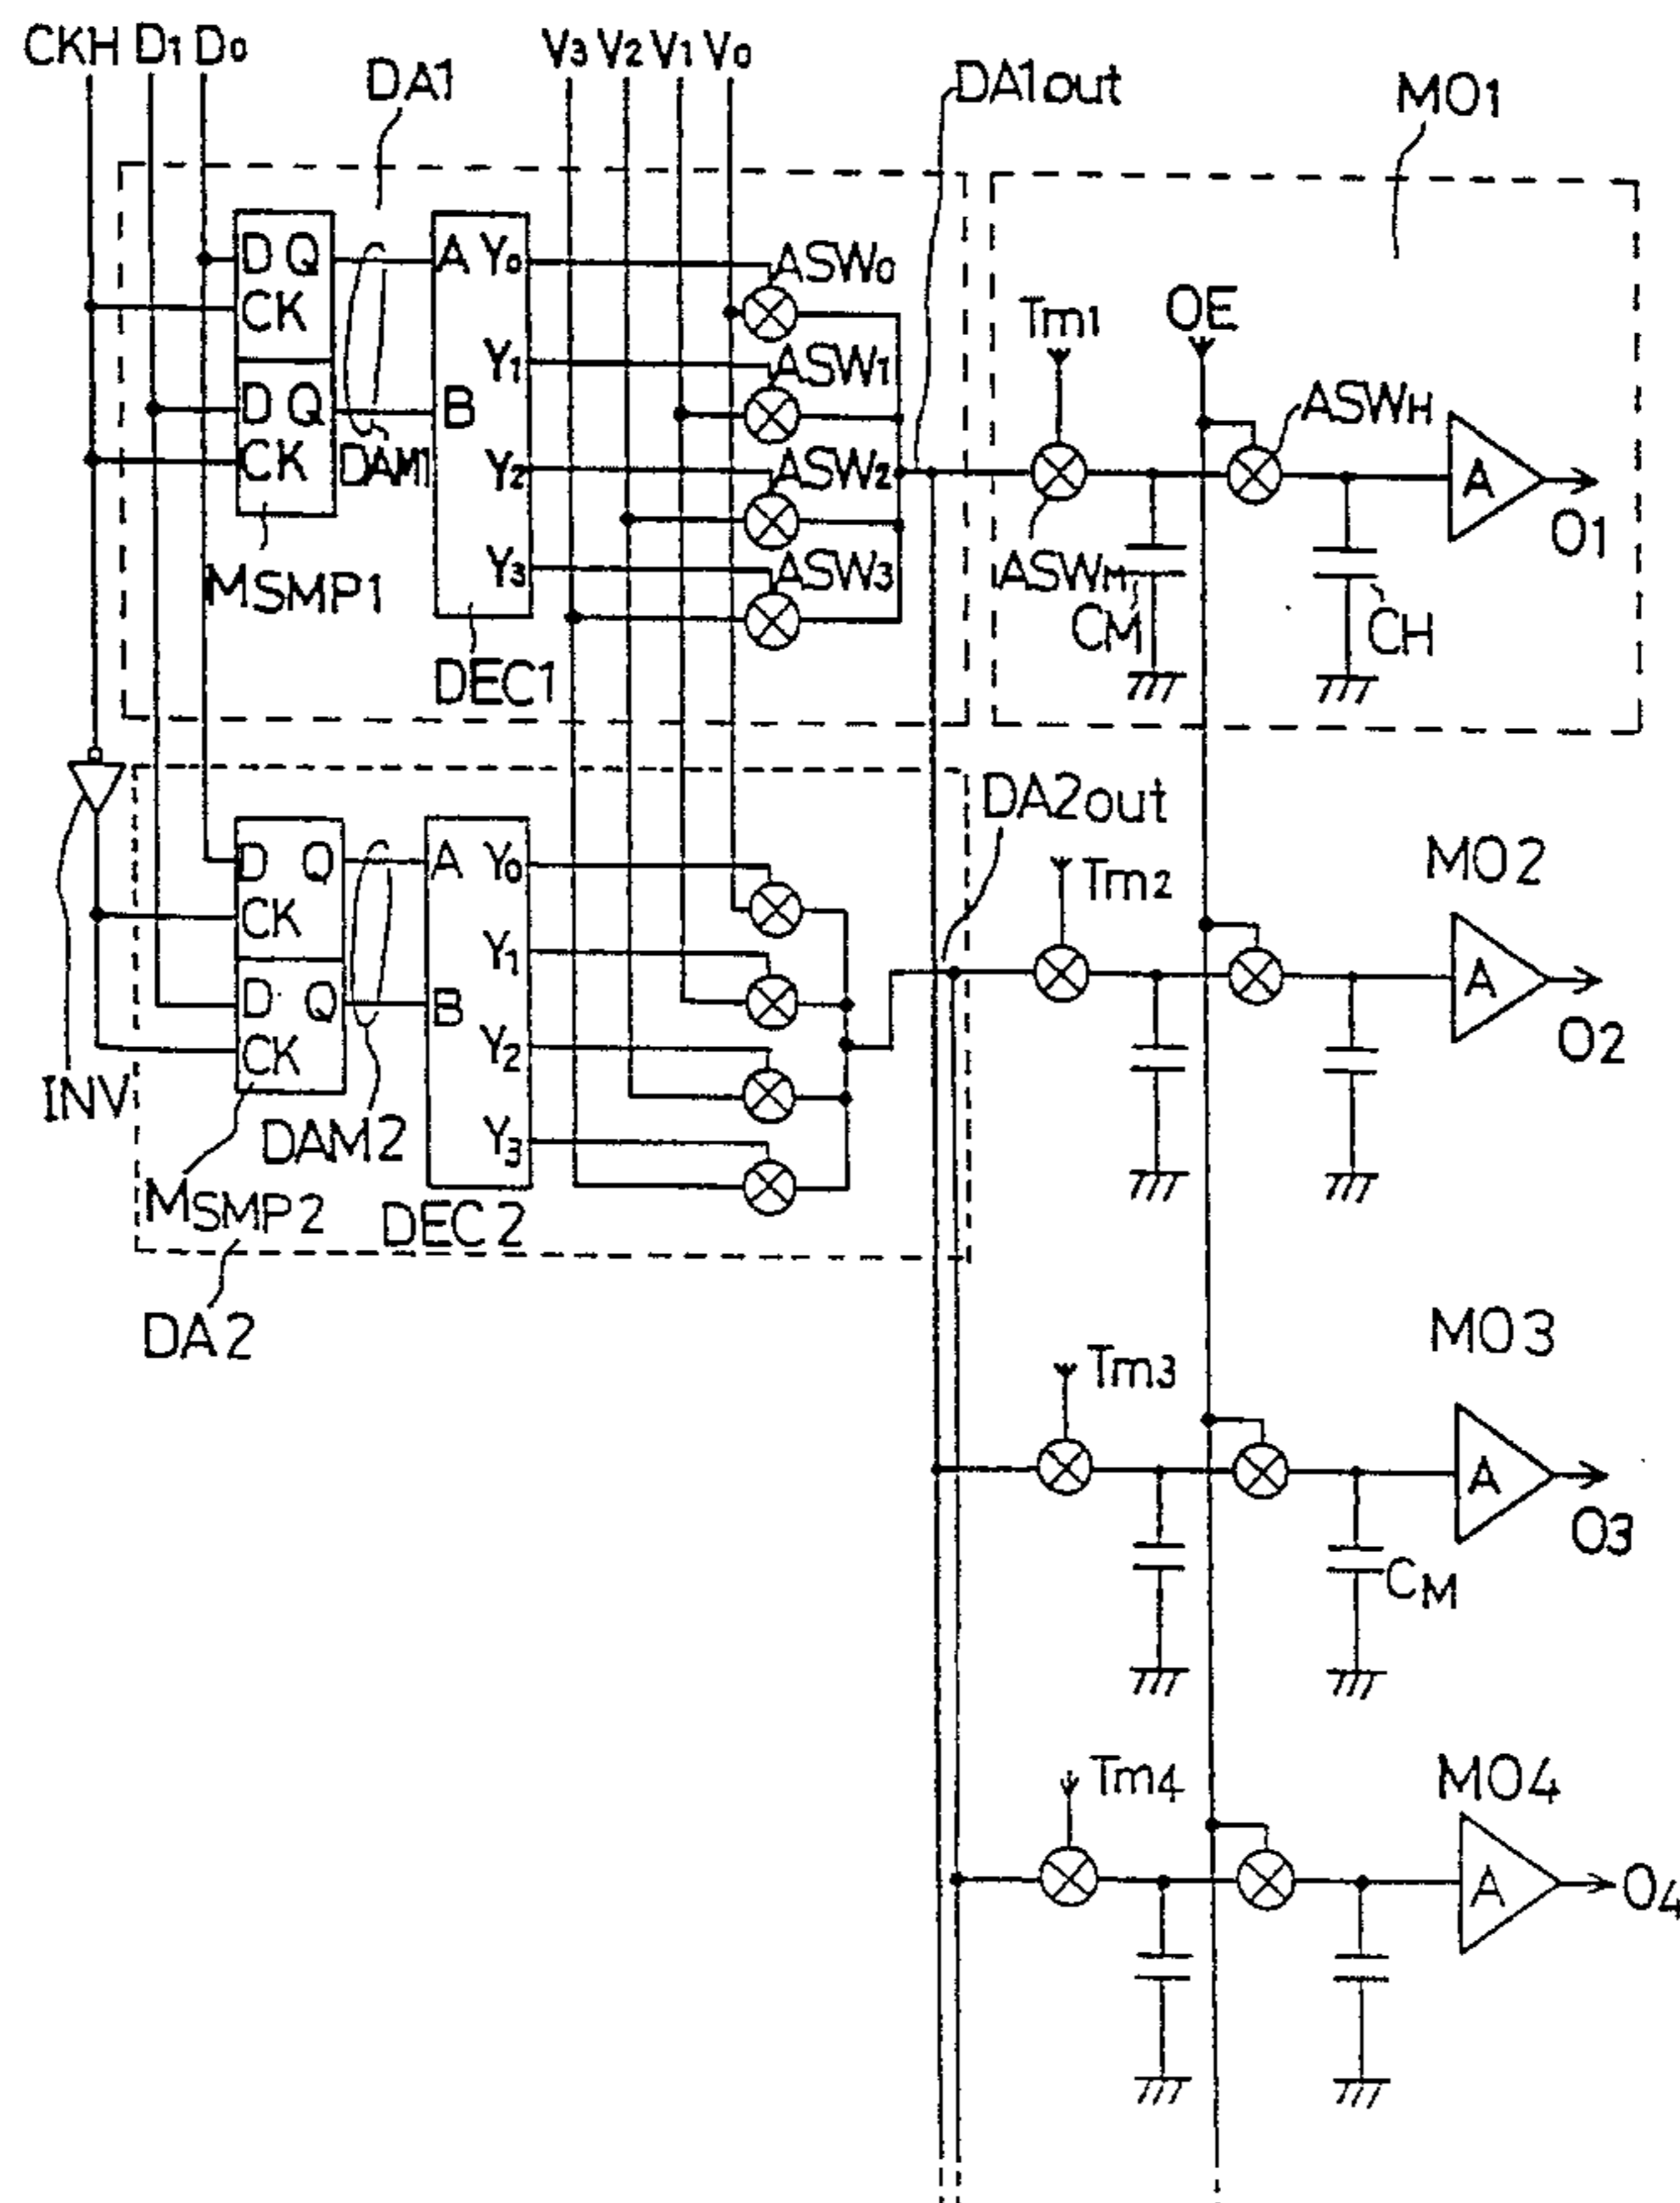 CKH D1 D0 V3 V2 V1 V0
DA1 DA1out MO1
D Q A Y0 ASW0
CK Tm1 OE
Y1 ASW1 ASWH
D Q B
CK DAM1 Y2 ASW2 A
O1
MSMP1 Y3 ASW3 ASWM
CM CH
DEC1
DA2out
MO2
D Q A Y0 Tm2
CK
Y1
D Q B A
CK Y2 O2
INV
DAM2 Y3
MSMP2 DEC2
DA2
MO3
Tm3
A
O3
CM
Tm4 MO4
A O4